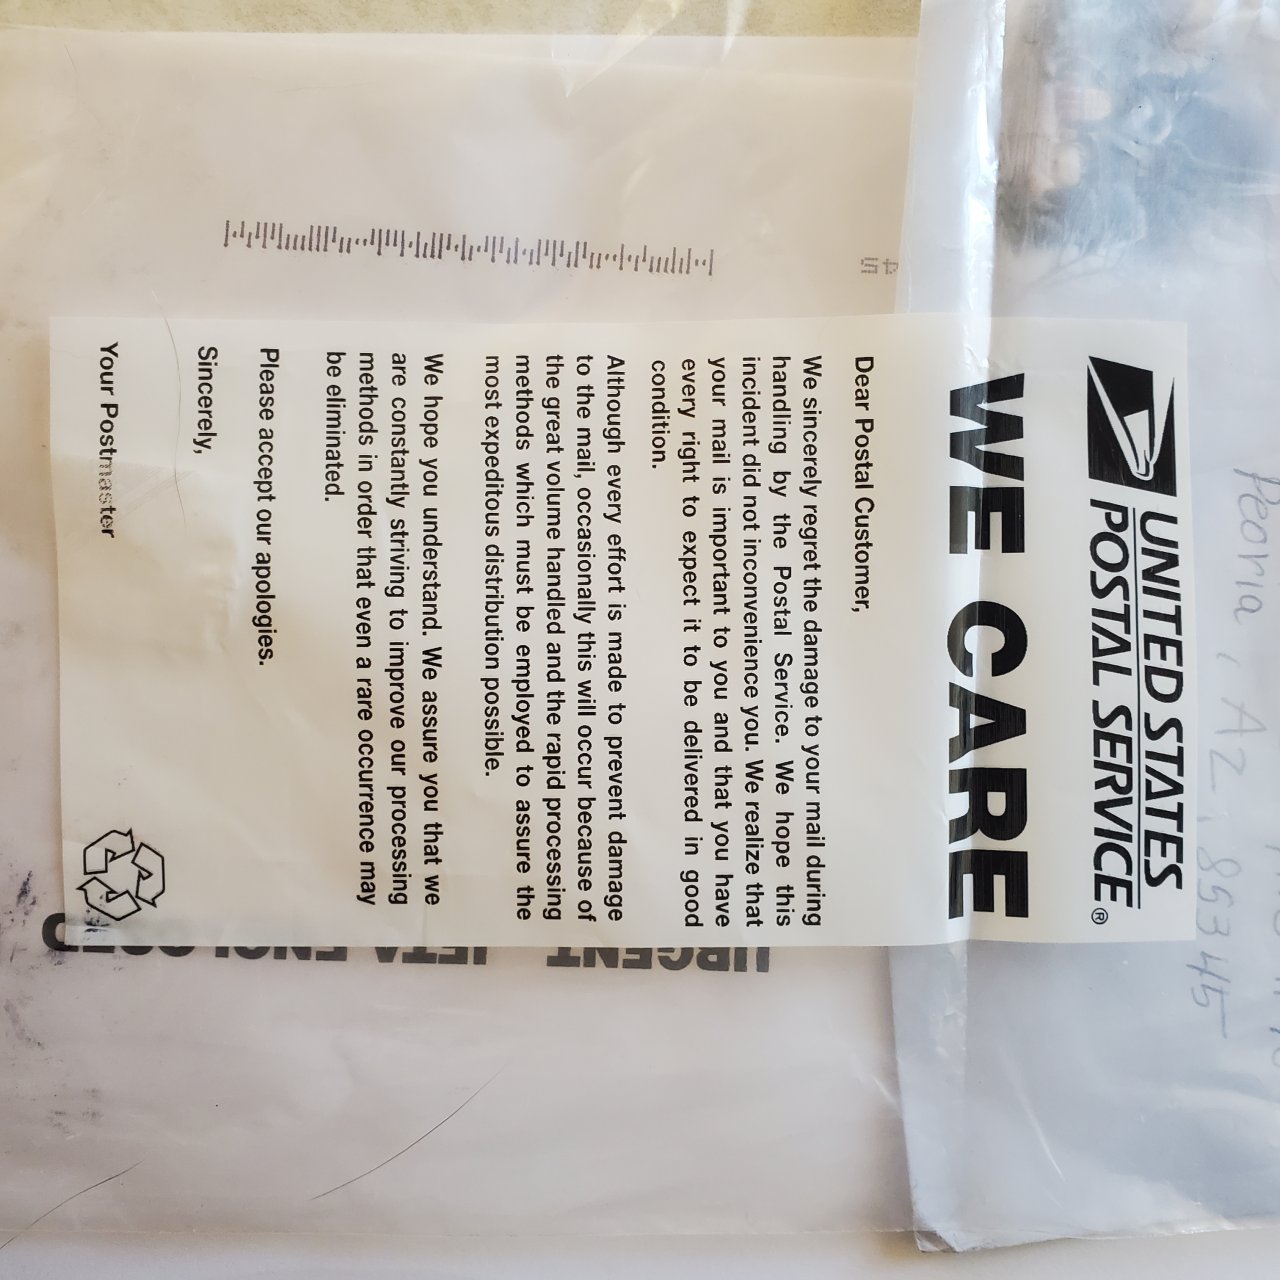 UNITED STATES
POSTAL SERVICE®
WE CARE
Dear Postal Customer,
We sincerely regret the damage to your mail during
handling by the Postal Service. We hope this
incident did not inconvenience you. We realize that
your mail is important to you and that you have
every right to expect it to be delivered in good
condition.
Although every effort is made to prevent damage
to the mail, occasionally this will occur because of
the great volume handled and the rapid processing
methods which must be employed to assure the
most expeditous distribution possible.
We hope you understand. We assure you that we
are constantly striving to improve our processing
methods in order that even a rare occurrence may
be eliminated.
Please accept our apologies.
Sincerely,
Your Postmaster
Peoria, AZ, 85345
URGENT
45